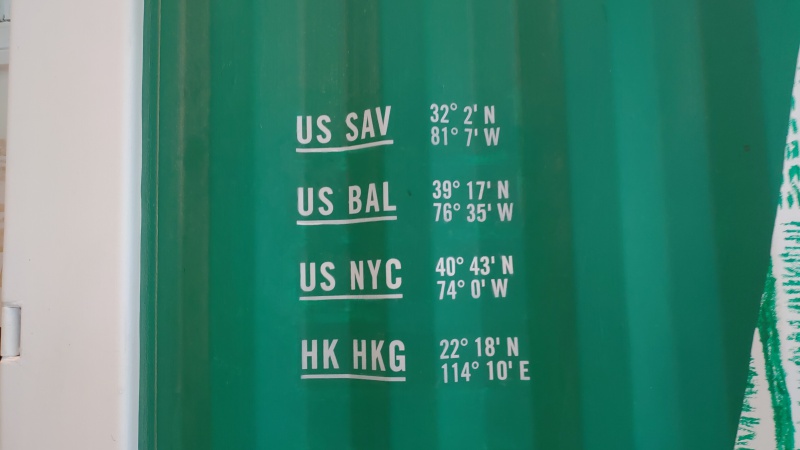 US SAV
32° 2' N
81° 7' W
US BAL
39° 17' N
76° 35' W
US NYC
40° 43' N
74° 0' W
HK HKG
22° 18' N
114° 10' E